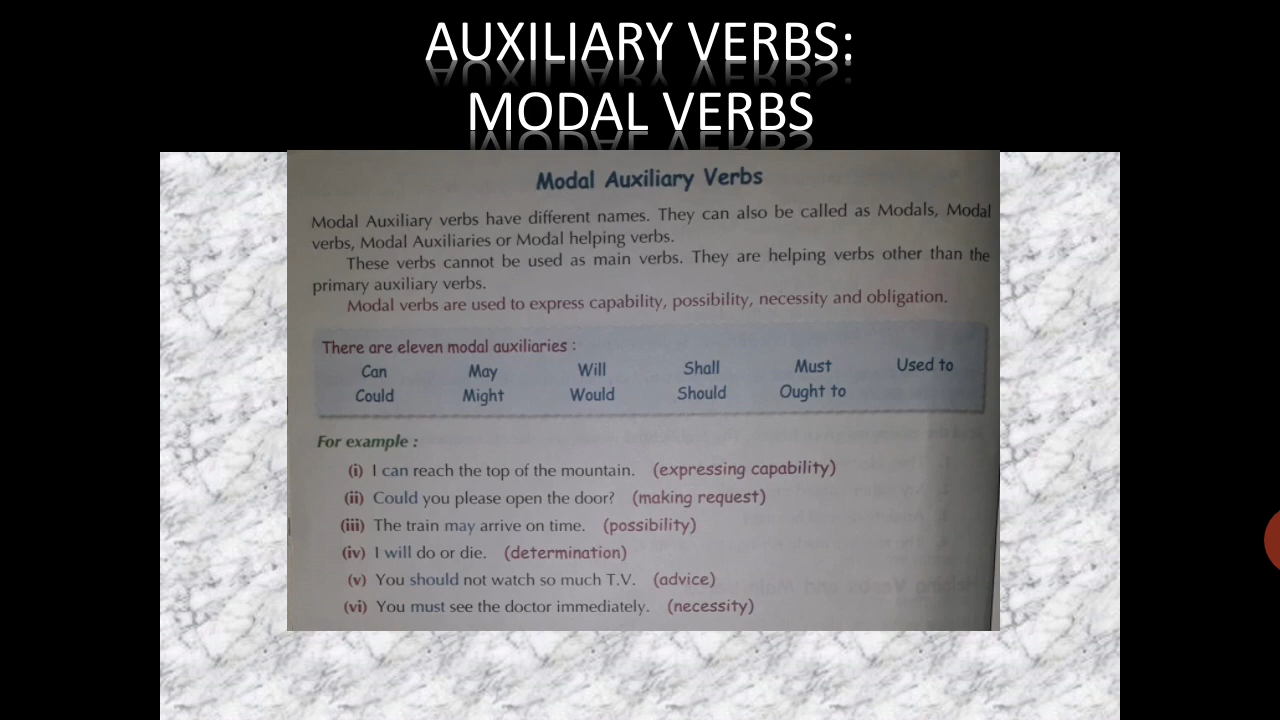 AUXILIARY VERBS:
MODAL VERBS
Modal Auxiliary Verbs
Modal Auxiliary verbs have different names. They can also be called as Modals, Modal
verbs, Modal Auxiliaries or Modal helping verbs.
These verbs cannot be used as main verbs. They are helping verbs other than the
primary auxiliary verbs.
Modal verbs are used to express capability, possibility, necessity and obligation.
There are eleven modal auxiliaries :
Can May Will Shall Must Used to
Could Might Would Should Ought to
For example :
(i) I can reach the top of the mountain. (expressing capability)
(ii) Could you please open the door? (making request)
(iii) The train may arrive on time. (possibility)
(iv) I will do or die. (determination)
(v) You should not watch so much T.V. (advice)
(vi) You must see the doctor immediately. (necessity)